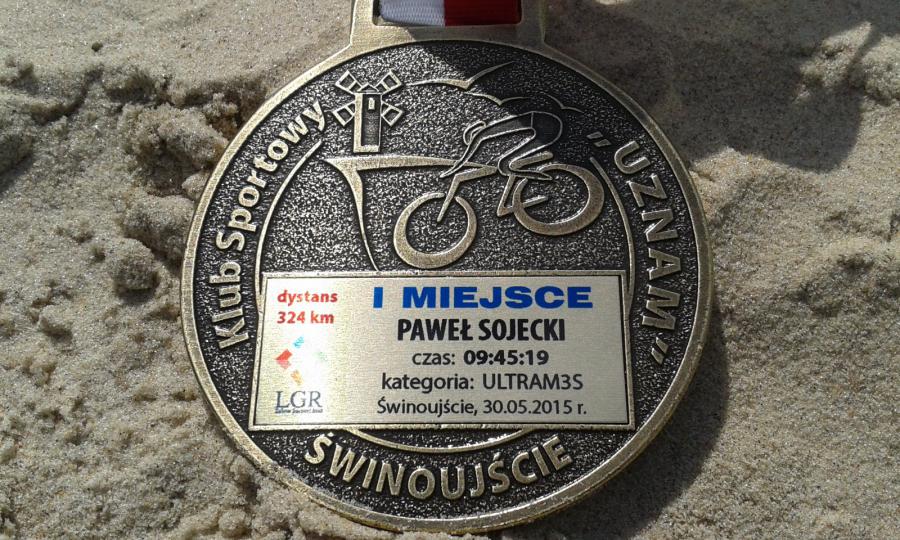 Klub Sportowy
„UZNAM”
dystans
324 km
I MIEJSCE
PAWEŁ SOJECKI
czas: 09:45:19
kategoria: ULTRAM3S
LGR
Świnoujście, 30.05.2015 r.
ŚWINOUJŚCIE